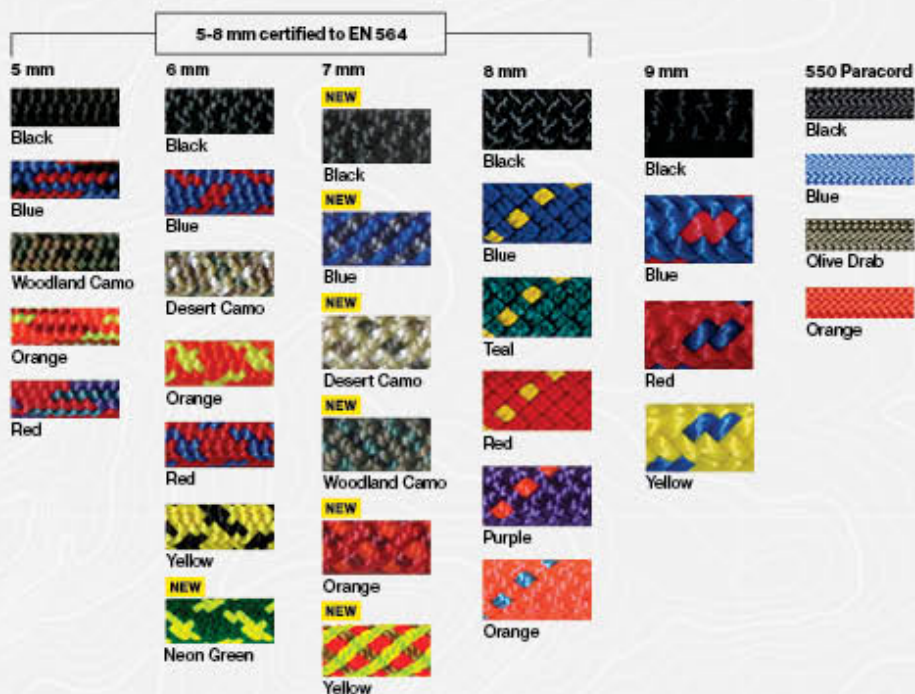 5-8 mm certified to EN 564
5 mm
Black
Blue
Woodland Camo
Orange
Red
6 mm
Black
Blue
Desert Camo
Orange
Red
Yellow
NEW
Neon Green
7 mm
NEW
Black
NEW
Blue
NEW
Desert Camo
NEW
Woodland Camo
NEW
Orange
NEW
Yellow
8 mm
Black
Blue
Teal
Red
Purple
Orange
9 mm
Black
Blue
Red
Yellow
550 Paracord
Black
Blue
Olive Drab
Orange